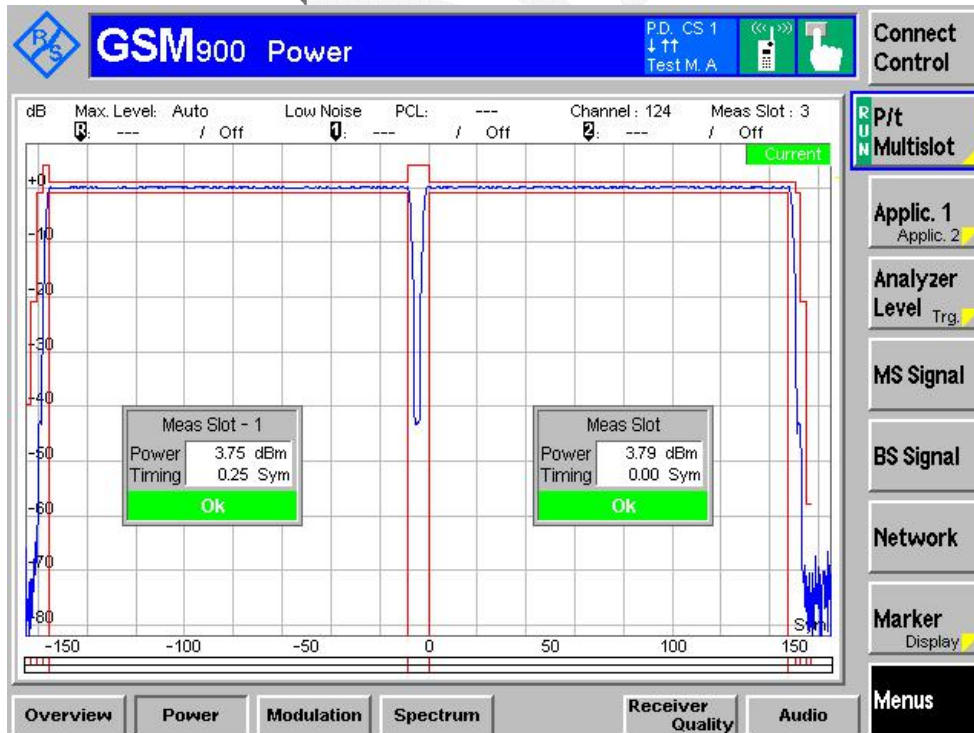 R/S
GSM900 Power
P.D. CS 1
↓ ↑↑
Test M. A
Connect
Control
dB Max. Level: Auto Low Noise PCL: --- Channel : 124 Meas Slot : 3
R: --- / Off 1: --- / Off 2: --- / Off
Current
RUN
P/t
Multislot
Applic. 1
Applic. 2
Analyzer
Level Trg.
MS Signal
BS Signal
Network
Marker
Display
Menus
+0
-10
-20
-30
-40
-50
-60
-70
-80
Meas Slot - 1
Power 3.75 dBm
Timing 0.25 Sym
Ok
Meas Slot
Power 3.79 dBm
Timing 0.00 Sym
Ok
Sym
-150 -100 -50 0 50 100 150
Overview Power Modulation Spectrum Receiver Quality Audio